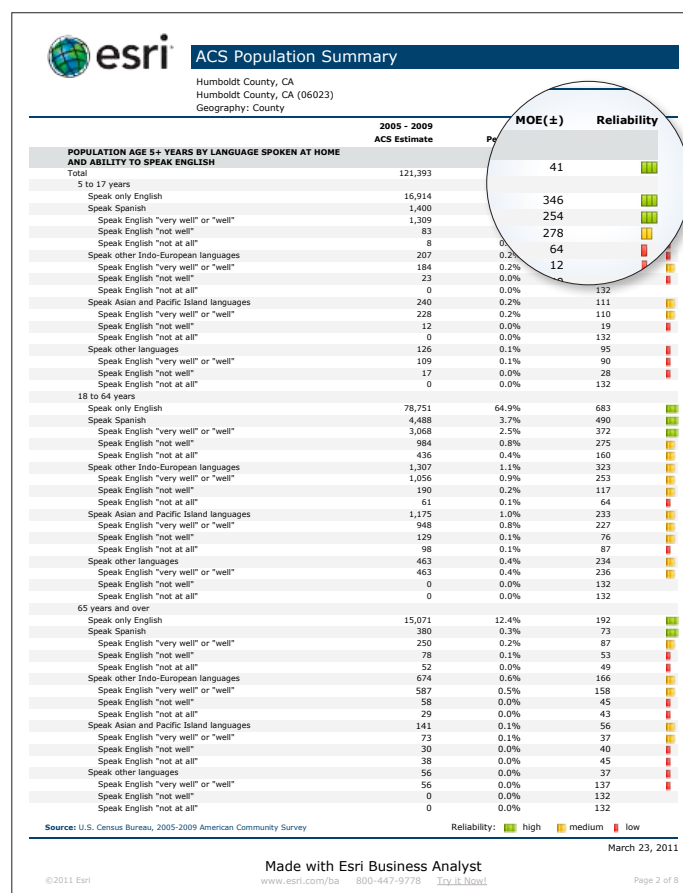 esri
ACS Population Summary
Humboldt County, CA
Humboldt County, CA (06023)
Geography: County
2005 - 2009
ACS Estimate Pe MOE(±) Reliability
POPULATION AGE 5+ YEARS BY LANGUAGE SPOKEN AT HOME
AND ABILITY TO SPEAK ENGLISH
Total 121,393 41
5 to 17 years
Speak only English 16,914 346
Speak Spanish 1,400 254
Speak English "very well" or "well" 1,309 278
Speak English "not well" 83 64
Speak English "not at all" 8 12
Speak other Indo-European languages 207 0.2%
Speak English "very well" or "well" 184 0.2%
Speak English "not well" 23 0.0%
Speak English "not at all" 0 0.0% 132
Speak Asian and Pacific Island languages 240 0.2% 111
Speak English "very well" or "well" 228 0.2% 110
Speak English "not well" 12 0.0% 19
Speak English "not at all" 0 0.0% 132
Speak other languages 126 0.1% 95
Speak English "very well" or "well" 109 0.1% 90
Speak English "not well" 17 0.0% 28
Speak English "not at all" 0 0.0% 132
18 to 64 years
Speak only English 78,751 64.9% 683
Speak Spanish 4,488 3.7% 490
Speak English "very well" or "well" 3,068 2.5% 372
Speak English "not well" 984 0.8% 275
Speak English "not at all" 436 0.4% 160
Speak other Indo-European languages 1,307 1.1% 323
Speak English "very well" or "well" 1,056 0.9% 253
Speak English "not well" 190 0.2% 117
Speak English "not at all" 61 0.1% 64
Speak Asian and Pacific Island languages 1,175 1.0% 233
Speak English "very well" or "well" 948 0.8% 227
Speak English "not well" 129 0.1% 76
Speak English "not at all" 98 0.1% 87
Speak other languages 463 0.4% 234
Speak English "very well" or "well" 463 0.4% 236
Speak English "not well" 0 0.0% 132
Speak English "not at all" 0 0.0% 132
65 years and over
Speak only English 15,071 12.4% 192
Speak Spanish 380 0.3% 73
Speak English "very well" or "well" 250 0.2% 87
Speak English "not well" 78 0.1% 53
Speak English "not at all" 52 0.0% 49
Speak other Indo-European languages 674 0.6% 166
Speak English "very well" or "well" 587 0.5% 158
Speak English "not well" 58 0.0% 45
Speak English "not at all" 29 0.0% 43
Speak Asian and Pacific Island languages 141 0.1% 56
Speak English "very well" or "well" 73 0.1% 37
Speak English "not well" 30 0.0% 40
Speak English "not at all" 38 0.0% 45
Speak other languages 56 0.0% 37
Speak English "very well" or "well" 56 0.0% 137
Speak English "not well" 0 0.0% 132
Speak English "not at all" 0 0.0% 132
Source: U.S. Census Bureau, 2005-2009 American Community Survey Reliability: high medium low
March 23, 2011
Made with Esri Business Analyst
©2011 Esri www.esri.com/ba 800-447-9778 Try it Now! Page 2 of 8